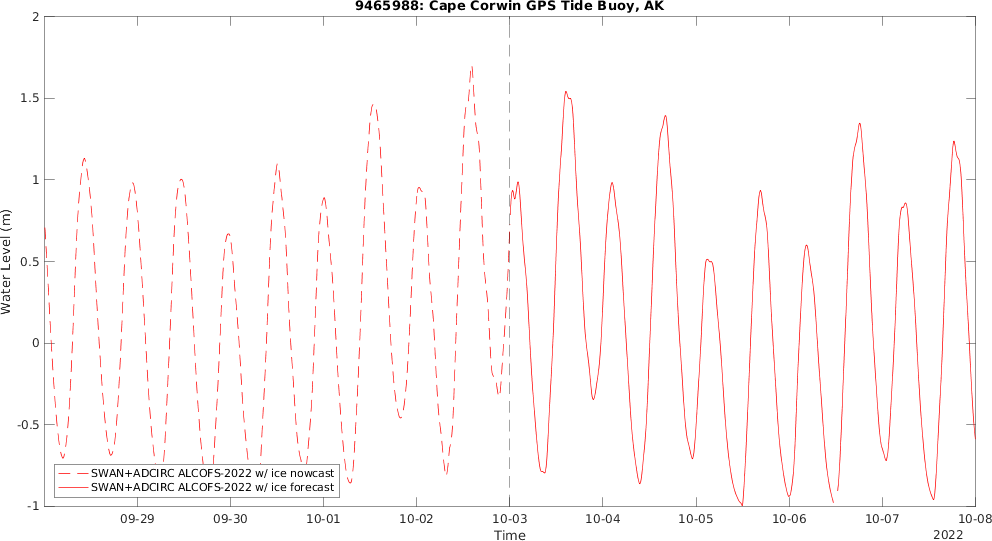 9465988: Cape Corwin GPS Tide Buoy, AK
2
1.5
1
0.5
0
-0.5
-1
Water Level (m)
SWAN+ADCIRC ALCOFS-2022 w/ ice nowcast
SWAN+ADCIRC ALCOFS-2022 w/ ice forecast
09-29 09-30 10-01 10-02 10-03 10-04 10-05 10-06 10-07 10-08
Time
2022